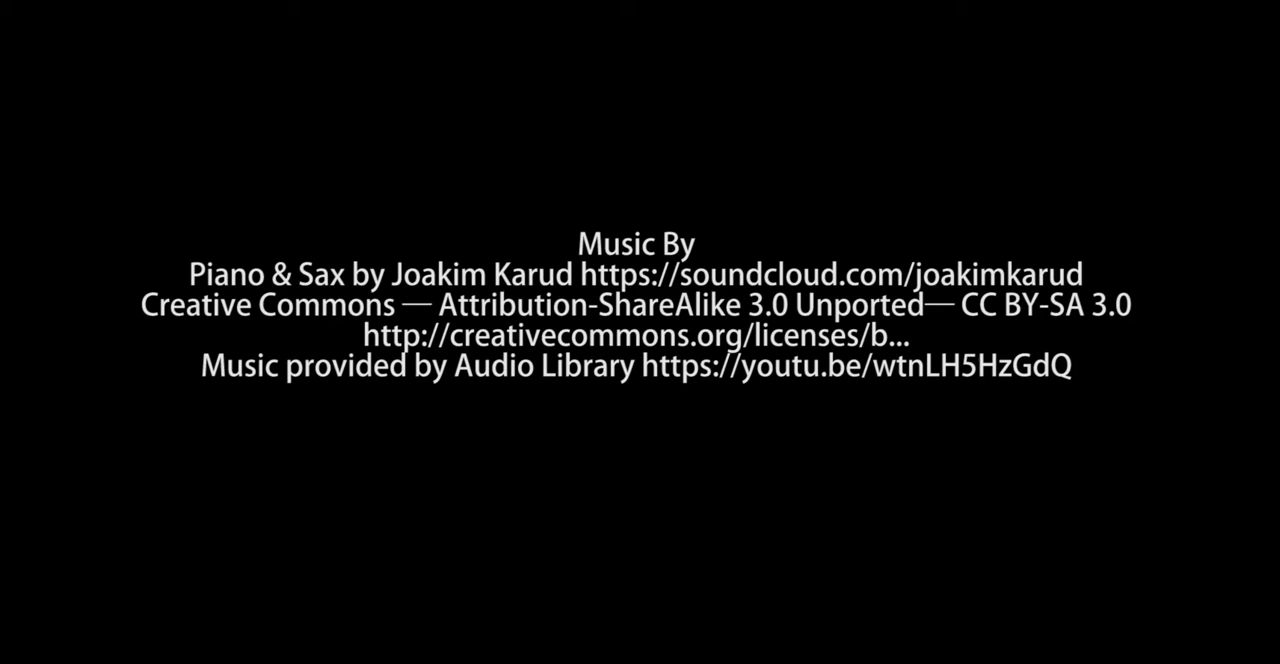 Music By
Piano & Sax by Joakim Karud https://soundcloud.com/joakimkarud
Creative Commons — Attribution-ShareAlike 3.0 Unported— CC BY-SA 3.0
http://creativecommons.org/licenses/b...
Music provided by Audio Library https://youtu.be/wtnLH5HzGdQ